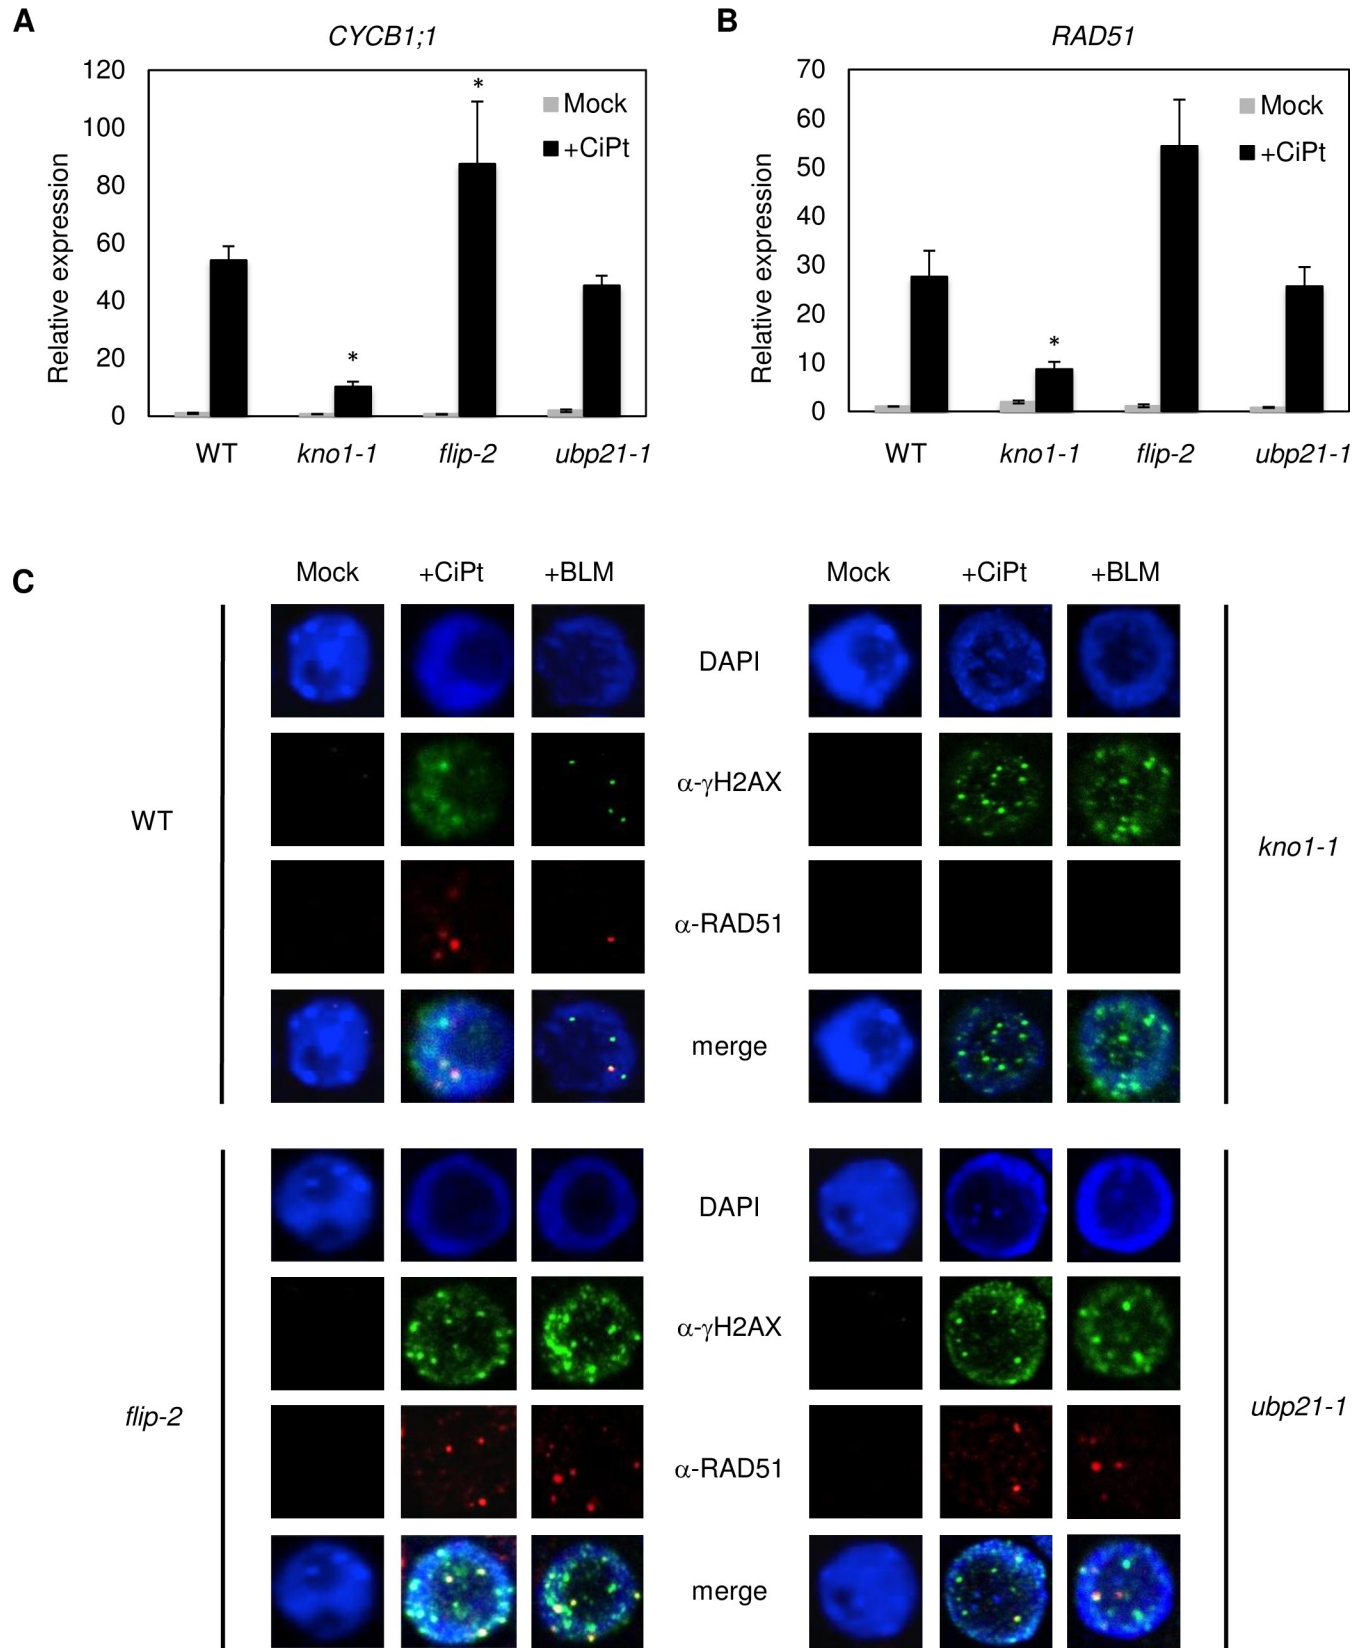 A
CYCB1;1
120
100
80
60
40
20
0
Relative expression
Mock
+CiPt
*
*
WT kno1-1 flip-2 ubp21-1
B
RAD51
70
60
50
40
30
20
10
0
Relative expression
Mock
+CiPt
*
WT kno1-1 flip-2 ubp21-1
C
Mock +CiPt +BLM Mock +CiPt +BLM
DAPI
α-γH2AX
WT
kno1-1
α-RAD51
merge
DAPI
α-γH2AX
flip-2
ubp21-1
α-RAD51
merge